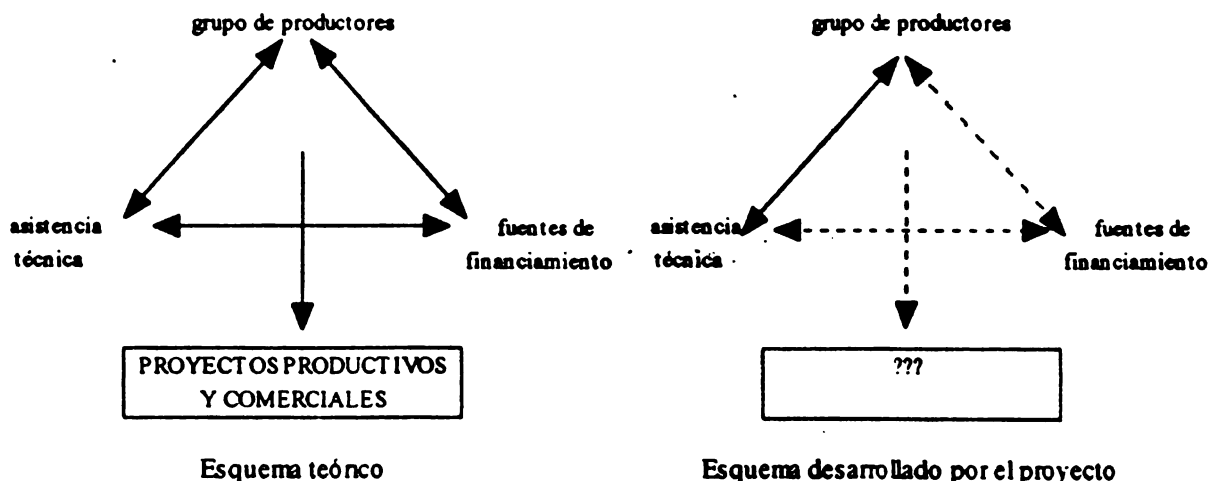 grupo de productores
asistencia
técnica
fuentes de
financiamiento
PROYECTOS PRODUCTIVOS
Y COMERCIALES
Esquema teórico
grupo de productores
asistencia
técnica
fuentes de
financiamiento
???
Esquema desarrollado por el proyecto